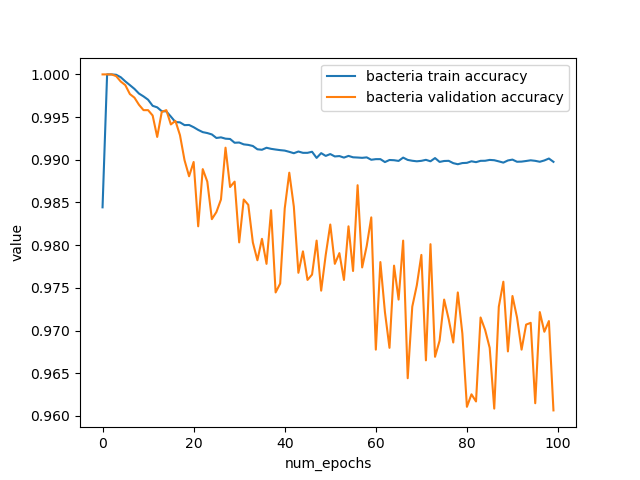 bacteria train accuracy
bacteria validation accuracy
1.000
0.995
0.990
0.985
0.980
0.975
0.970
0.965
0.960
value
0 20 40 60 80 100
num_epochs